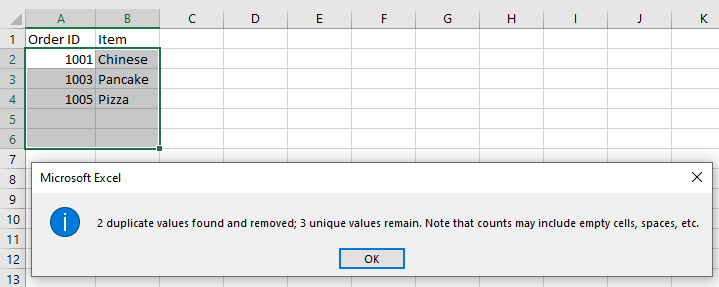 A B C D E F G H I J K
1 Order ID Item
2 1001 Chinese
3 1003 Pancake
4 1005 Pizza
5
6
7
8 Microsoft Excel
9
10 2 duplicate values found and removed; 3 unique values remain. Note that counts may include empty cells, spaces, etc.
11
12 OK
13